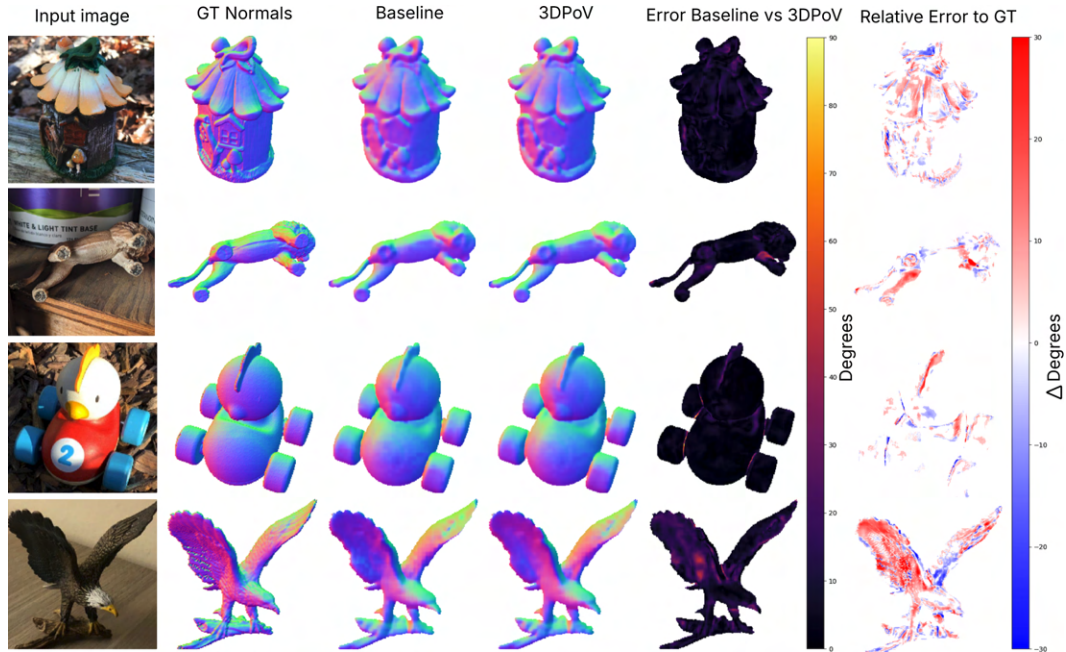 Input image
GT Normals
Baseline
3DPoV
Error Baseline vs 3DPoV
Relative Error to GT
90
80
70
60
50
40
30
20
10
0
Degrees
30
20
10
0
−10
−20
−30
Δ Degrees
WHITE & LIGHT TINT BASE
2